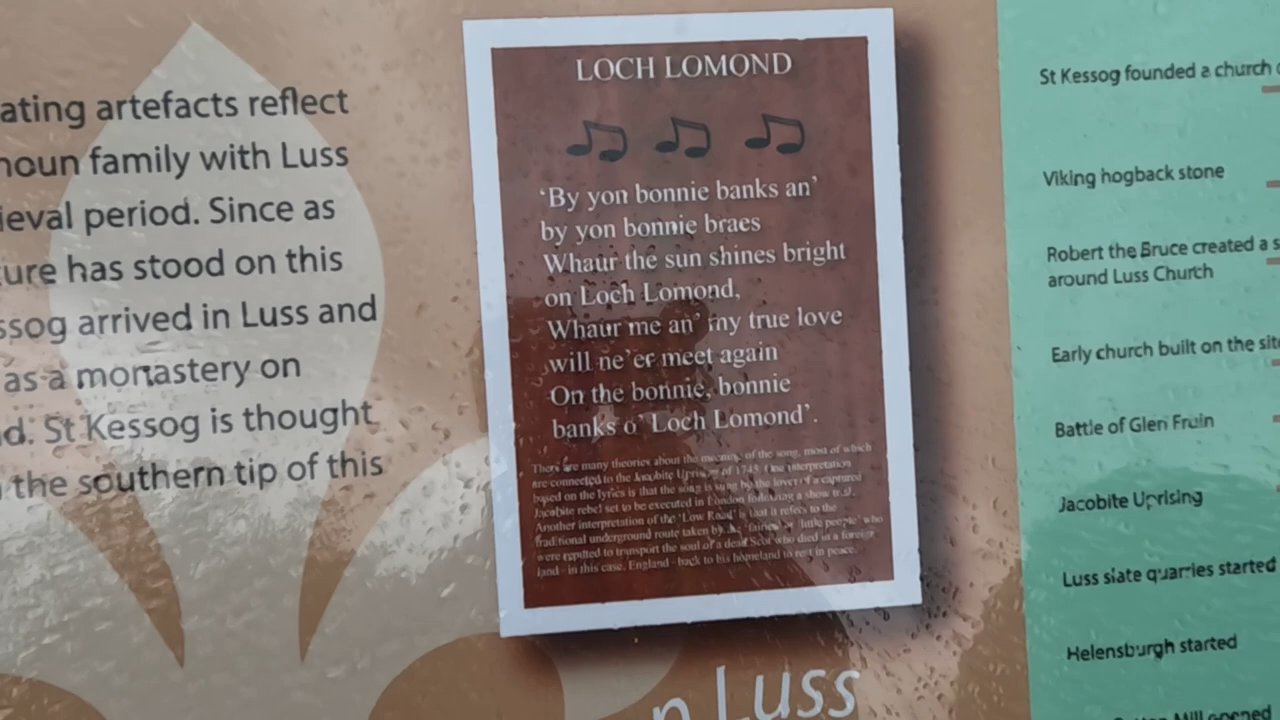 ating artefacts reflect
noun family with Luss
ieval period. Since as
ture has stood on this
ssog arrived in Luss and
as a monastery on
d. St Kessog is thought
the southern tip of this
LOCH LOMOND
‘By yon bonnie banks an’
by yon bonnie braes
Whaur the sun shines bright
on Loch Lomond,
Whaur me an’ my true love
will ne’er meet again
On the bonnie, bonnie
banks o’ Loch Lomond’.
There are many theories about the meaning of the song, most of which
are connected to the Jacobite Uprising of 1745. One interpretation
based on the lyrics is that the song is sung by the lover of a captured
Jacobite rebel set to be executed in London following a show trial.
Another interpretation of the ‘Low Road’ is that it refers to the
traditional underground route taken by the ‘fairies’ or ‘little people’ who
were reputed to transport the soul of a dead Scot who died in a foreign
land - in this case, England - back to his homeland to rest in peace.
n Luss
St Kessog founded a church
Viking hogback stone
Robert the Bruce created a s
around Luss Church
Early church built on the site
Battle of Glen Fruin
Jacobite Uprising
Luss slate quarries started
Helensburgh started
Mill opened